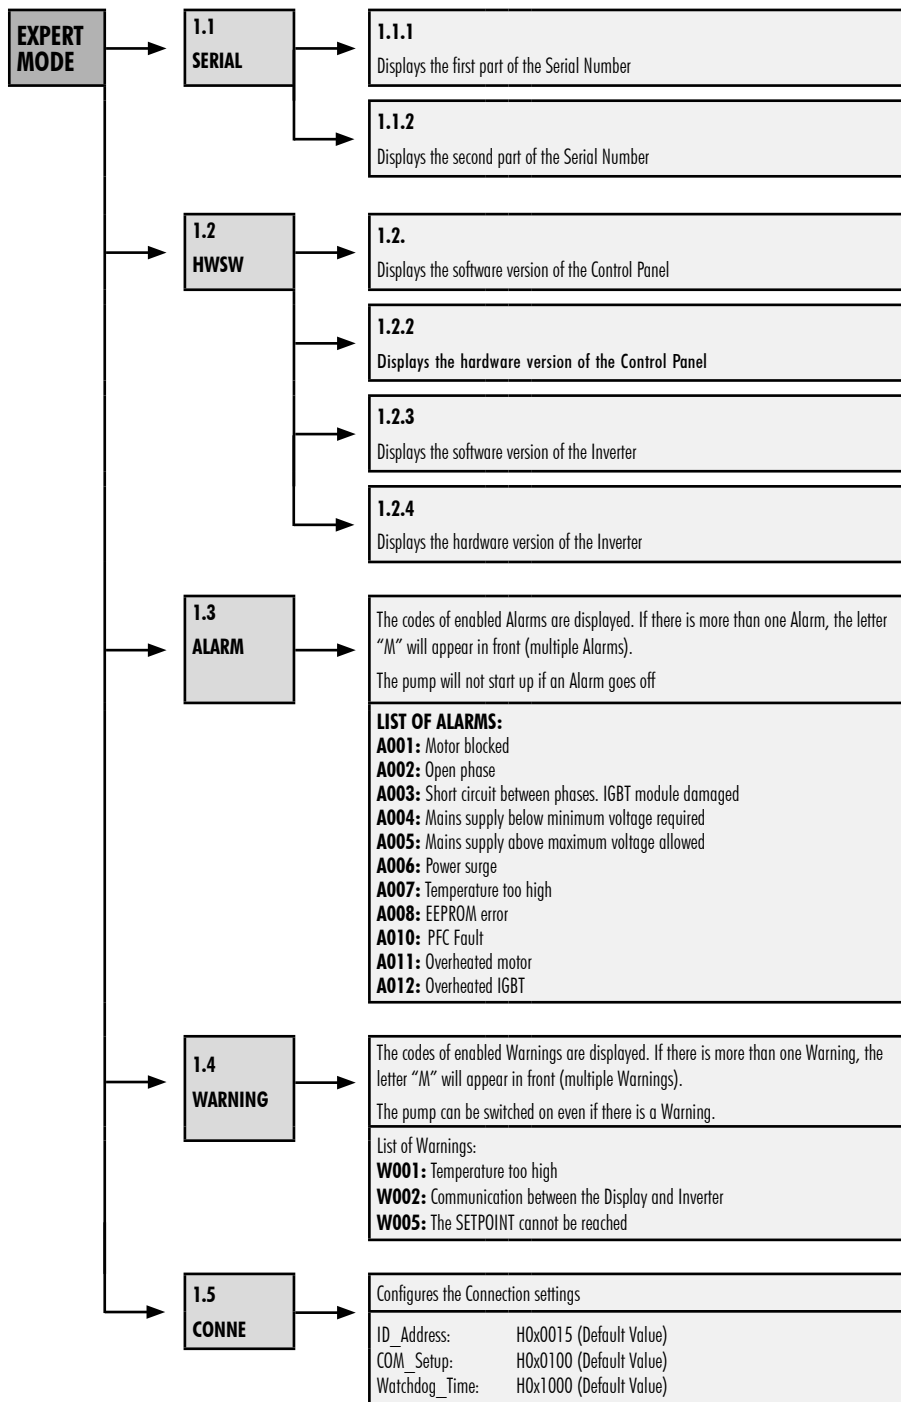 EXPERT
MODE
1.1
SERIAL
1.1.1
Displays the first part of the Serial Number
1.1.2
Displays the second part of the Serial Number
1.2
HWSW
1.2.
Displays the software version of the Control Panel
1.2.2
Displays the hardware version of the Control Panel
1.2.3
Displays the software version of the Inverter
1.2.4
Displays the hardware version of the Inverter
1.3
ALARM
The codes of enabled Alarms are displayed. If there is more than one Alarm, the letter
“M” will appear in front (multiple Alarms).
The pump will not start up if an Alarm goes off
LIST OF ALARMS:
A001: Motor blocked
A002: Open phase
A003: Short circuit between phases. IGBT module damaged
A004: Mains supply below minimum voltage required
A005: Mains supply above maximum voltage allowed
A006: Power surge
A007: Temperature too high
A008: EEPROM error
A010: PFC Fault
A011: Overheated motor
A012: Overheated IGBT
1.4
WARNING
The codes of enabled Warnings are displayed. If there is more than one Warning, the
letter “M” will appear in front (multiple Warnings).
The pump can be switched on even if there is a Warning.
List of Warnings:
W001: Temperature too high
W002: Communication between the Display and Inverter
W005: The SETPOINT cannot be reached
1.5
CONNE
Configures the Connection settings
ID_Address: H0x0015 (Default Value)
COM_Setup: H0x0100 (Default Value)
Watchdog_Time: H0x1000 (Default Value)